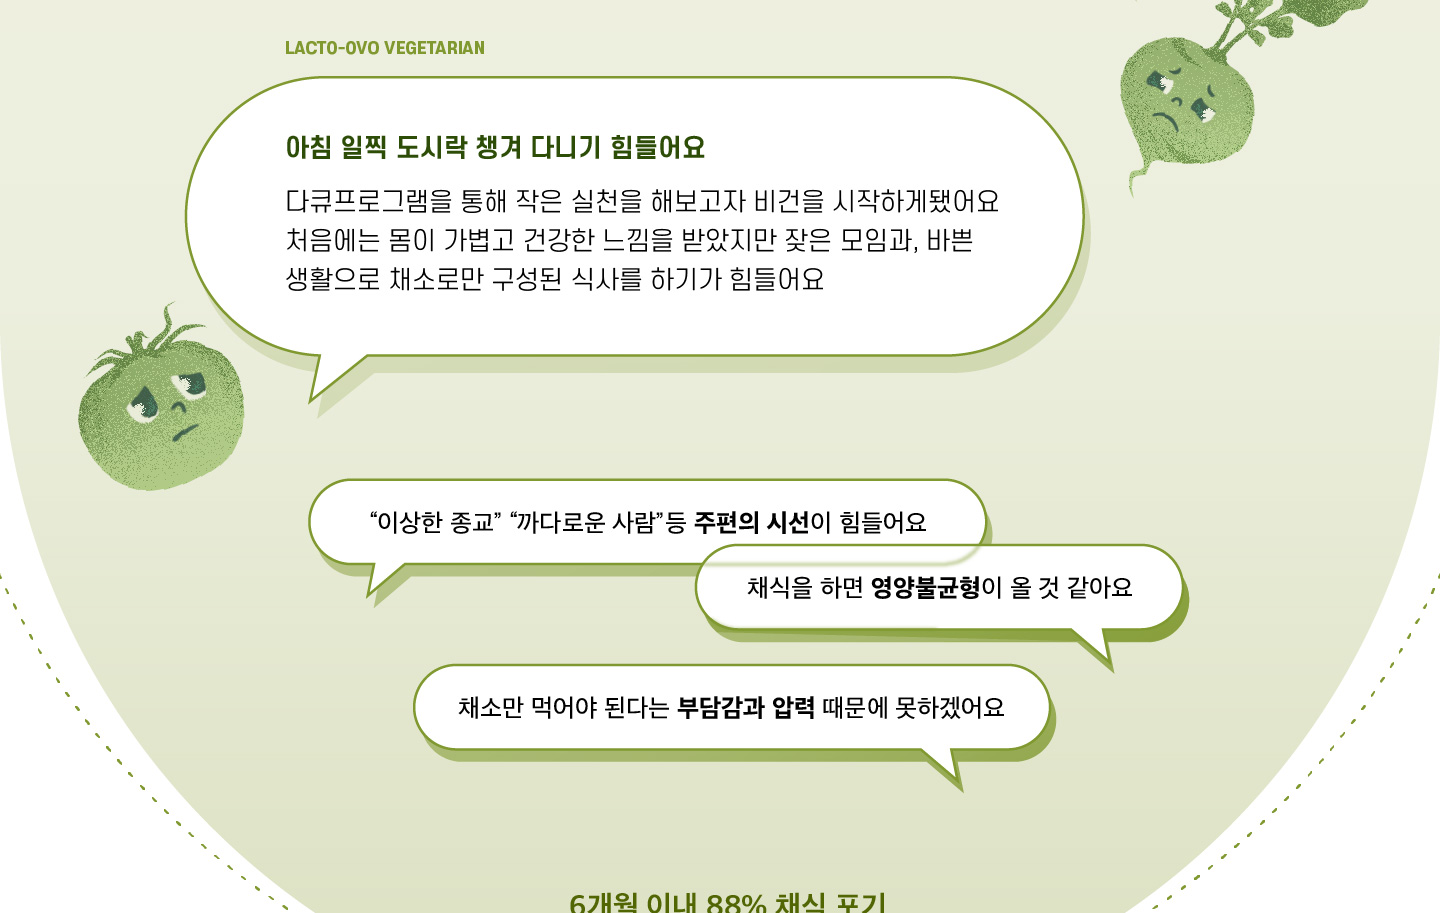 LACTO-OVO VEGETARIAN
아침 일찍 도시락 챙겨 다니기 힘들어요
다큐프로그램을 통해 작은 실천을 해보고자 비건을 시작하게됐어요
처음에는 몸이 가볍고 건강한 느낌을 받았지만 잦은 모임과, 바쁜
생활으로 채소로만 구성된 식사를 하기가 힘들어요
“이상한 종교” “까다로운 사람”등 주편의 시선이 힘들어요
채식을 하면 영양불균형이 올 것 같아요
채소만 먹어야 된다는 부담감과 압력 때문에 못하겠어요
6개월 이내 88% 채식 포기